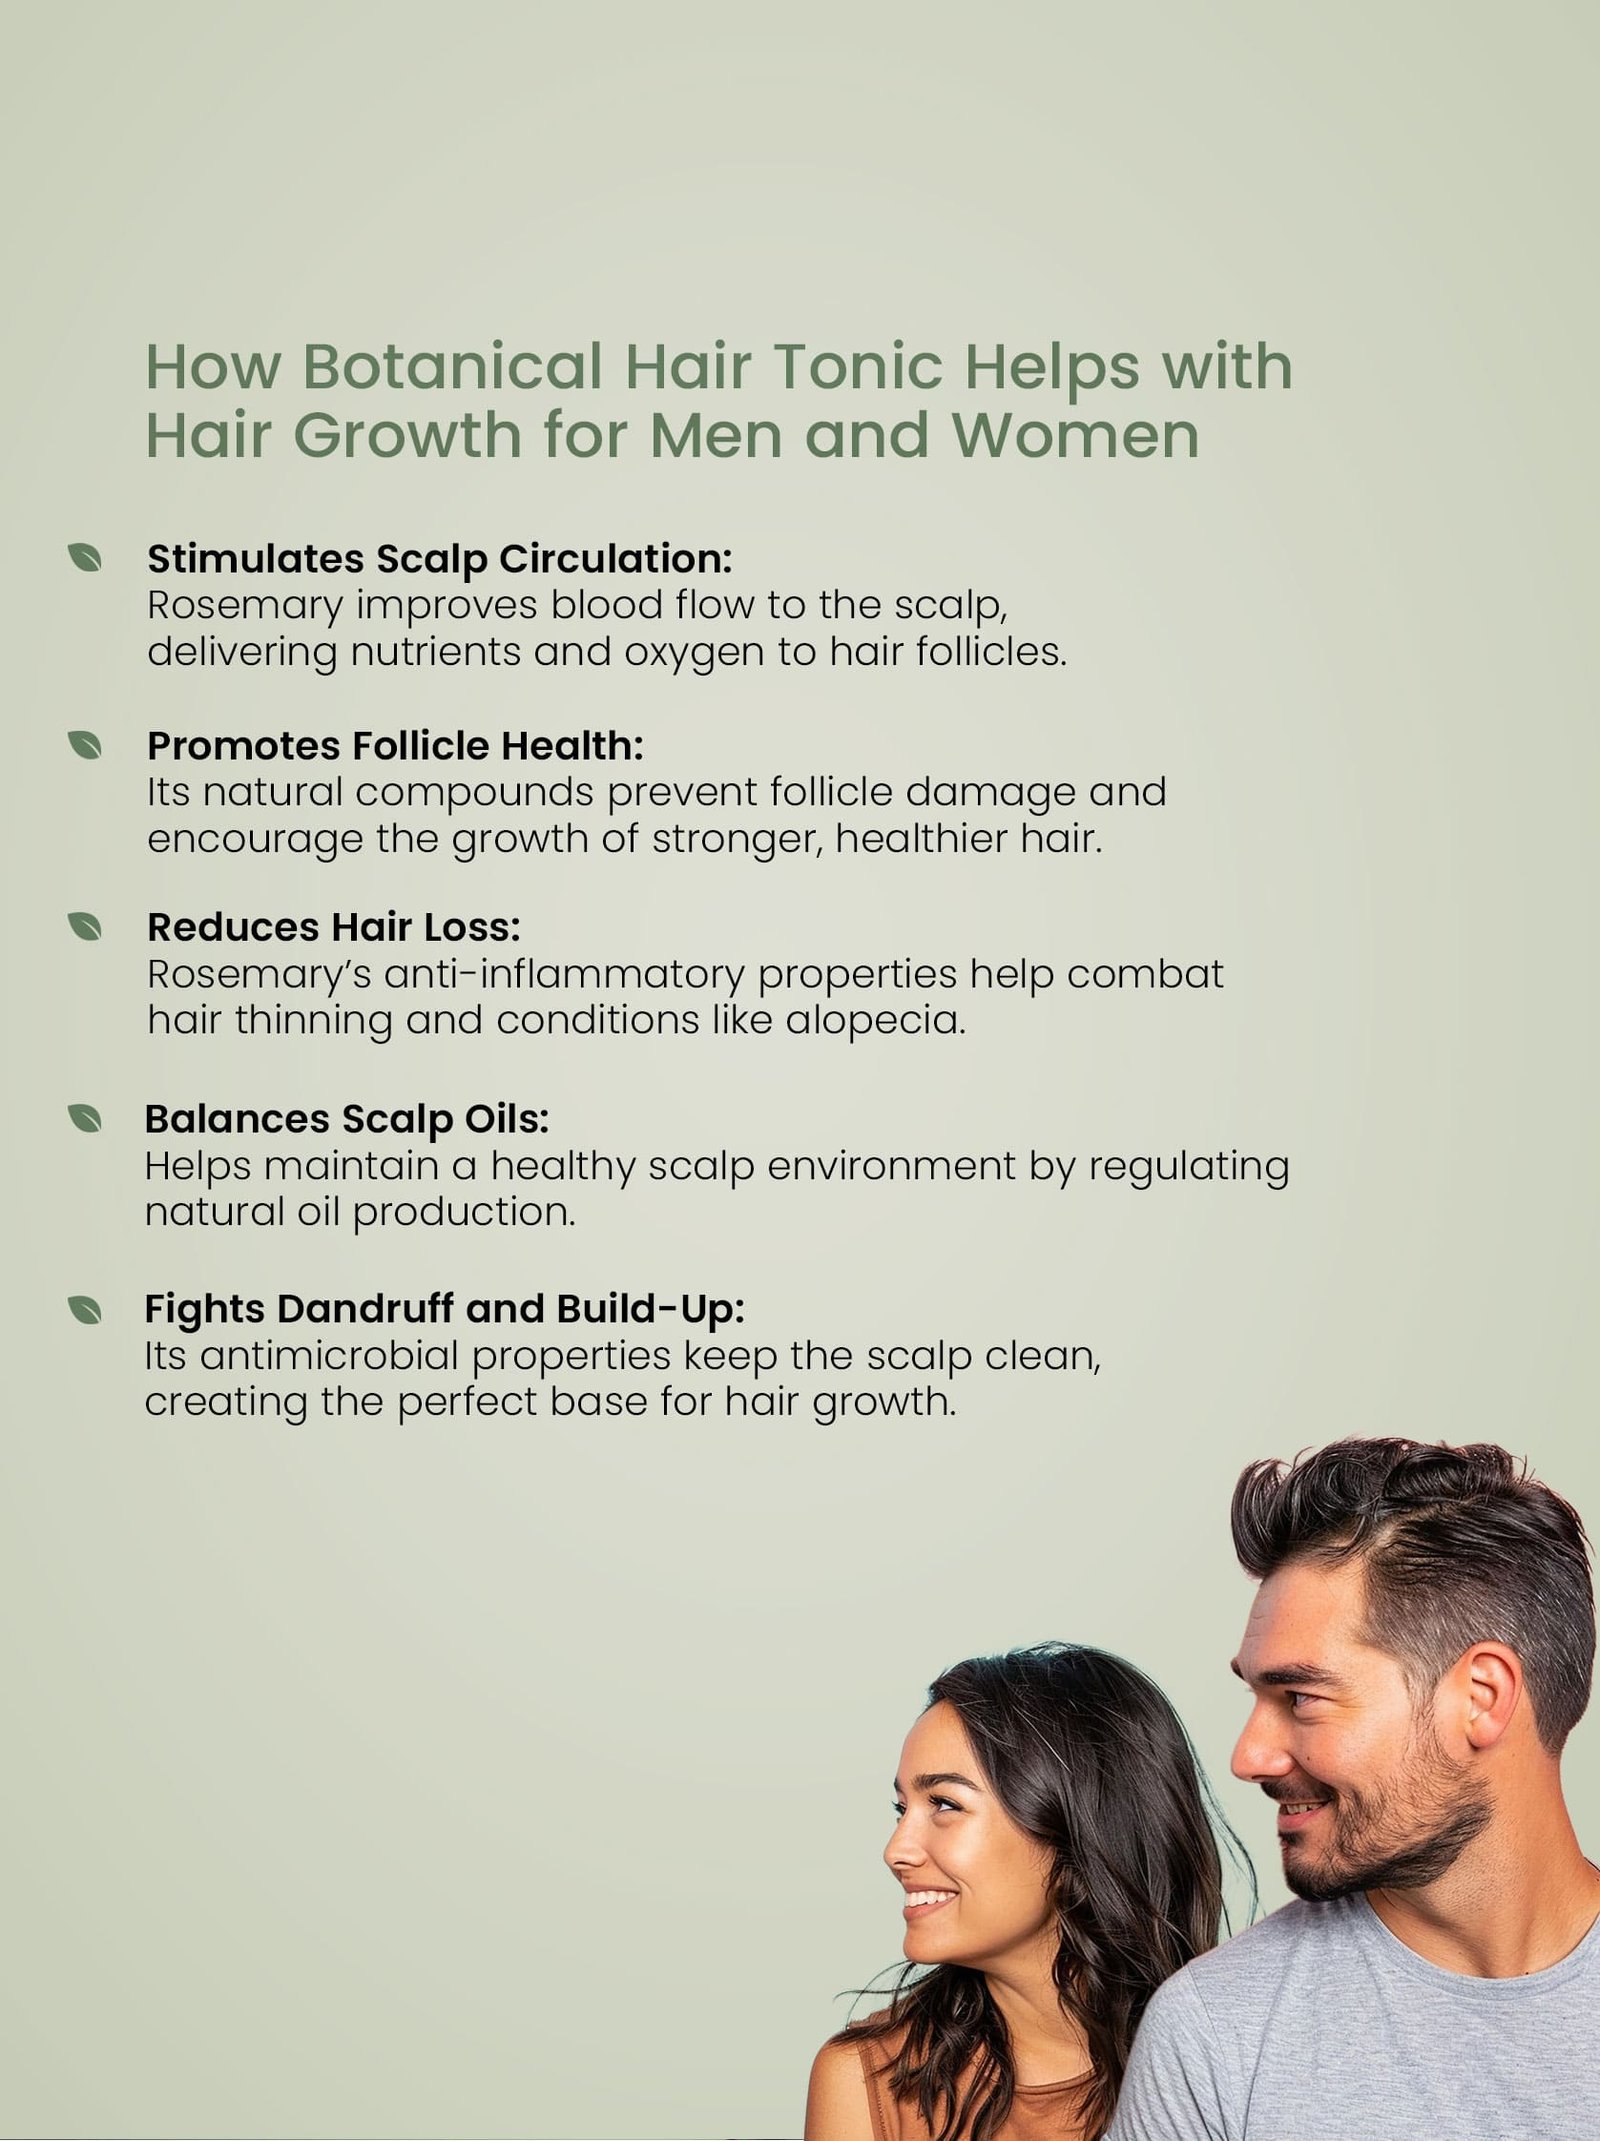 How Botanical Hair Tonic Helps with
Hair Growth for Men and Women
Stimulates Scalp Circulation:
Rosemary improves blood flow to the scalp,
delivering nutrients and oxygen to hair follicles.
Promotes Follicle Health:
Its natural compounds prevent follicle damage and
encourage the growth of stronger, healthier hair.
Reduces Hair Loss:
Rosemary’s anti-inflammatory properties help combat
hair thinning and conditions like alopecia.
Balances Scalp Oils:
Helps maintain a healthy scalp environment by regulating
natural oil production.
Fights Dandruff and Build-Up:
Its antimicrobial properties keep the scalp clean,
creating the perfect base for hair growth.